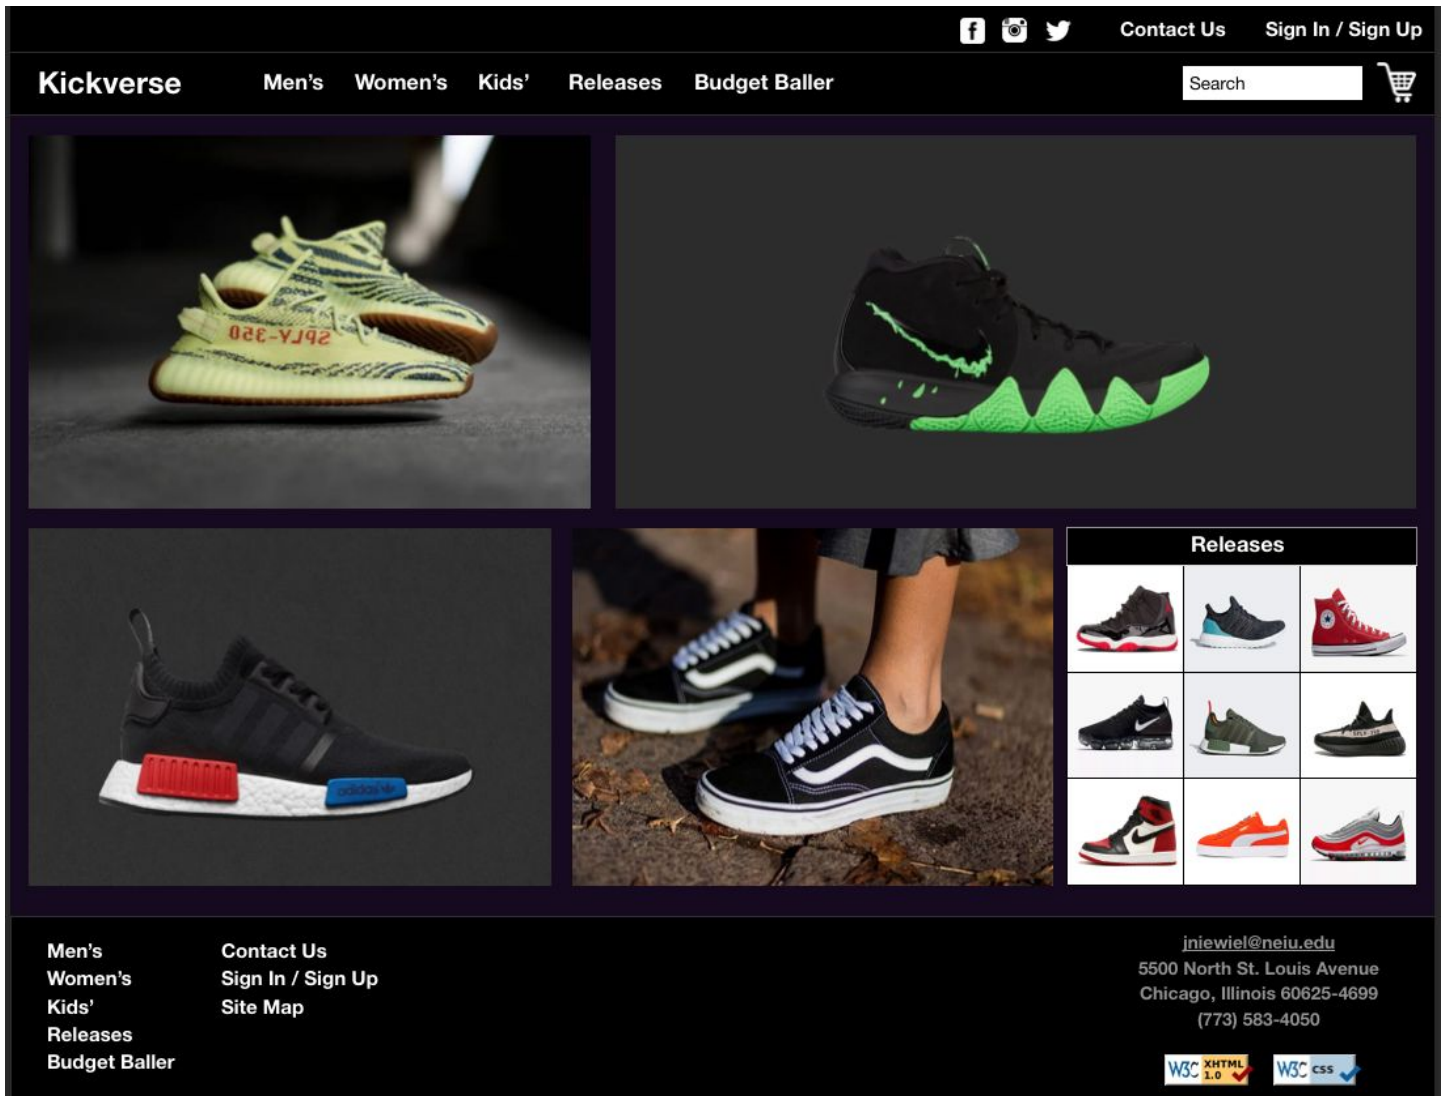 Contact Us
Sign In / Sign Up
Kickverse
Men’s
Women’s
Kids’
Releases
Budget Baller
Search
SPLY-350
adidas
Releases
SPLY-350
Men’s
Women’s
Kids’
Releases
Budget Baller
Contact Us
Sign In / Sign Up
Site Map
jniewiel@neiu.edu
5500 North St. Louis Avenue
Chicago, Illinois 60625-4699
(773) 583-4050
W3C XHTML 1.0
W3C css